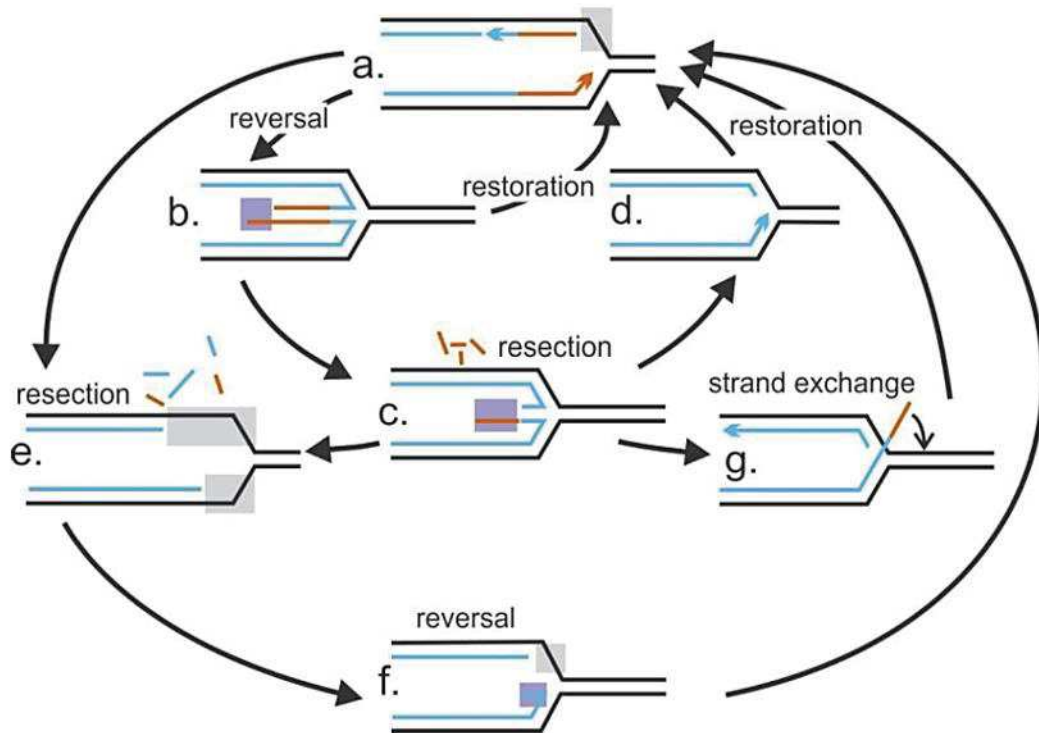 a.
reversal
restoration
b.
restoration
d.
resection
resection
c.
strand exchange
e.
g.
reversal
f.